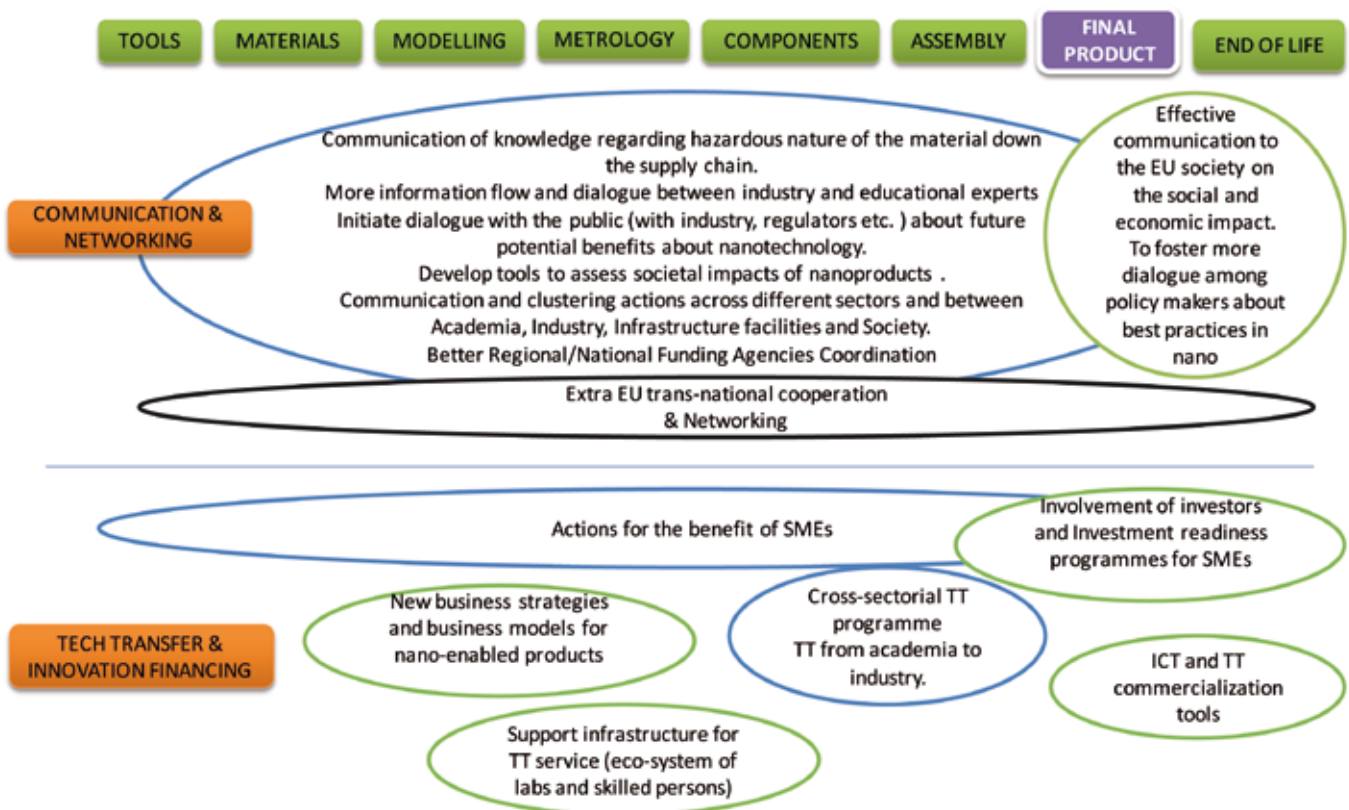 TOOLS
MATERIALS
MODELLING
METROLOGY
COMPONENTS
ASSEMBLY
FINAL
PRODUCT
END OF LIFE
COMMUNICATION &
NETWORKING
Communication of knowledge regarding hazardous nature of the material down
the supply chain.
More information flow and dialogue between industry and educational experts
Initiate dialogue with the public (with industry, regulators etc. ) about future
potential benefits about nanotechnology.
Develop tools to assess societal impacts of nanoproducts .
Communication and clustering actions across different sectors and between
Academia, Industry, Infrastructure facilities and Society.
Better Regional/National Funding Agencies Coordination
Effective
communication to
the EU society on
the social and
economic impact.
To foster more
dialogue among
policy makers about
best practices in
nano
Extra EU trans-national cooperation
& Networking
TECH TRANSFER &
INNOVATION FINANCING
Actions for the benefit of SMEs
Involvement of investors
and Investment readiness
programmes for SMEs
New business strategies
and business models for
nano-enabled products
Cross-sectorial TT
programme
TT from academia to
industry.
ICT and TT
commercialization
tools
Support infrastructure for
TT service (eco-system of
labs and skilled persons)